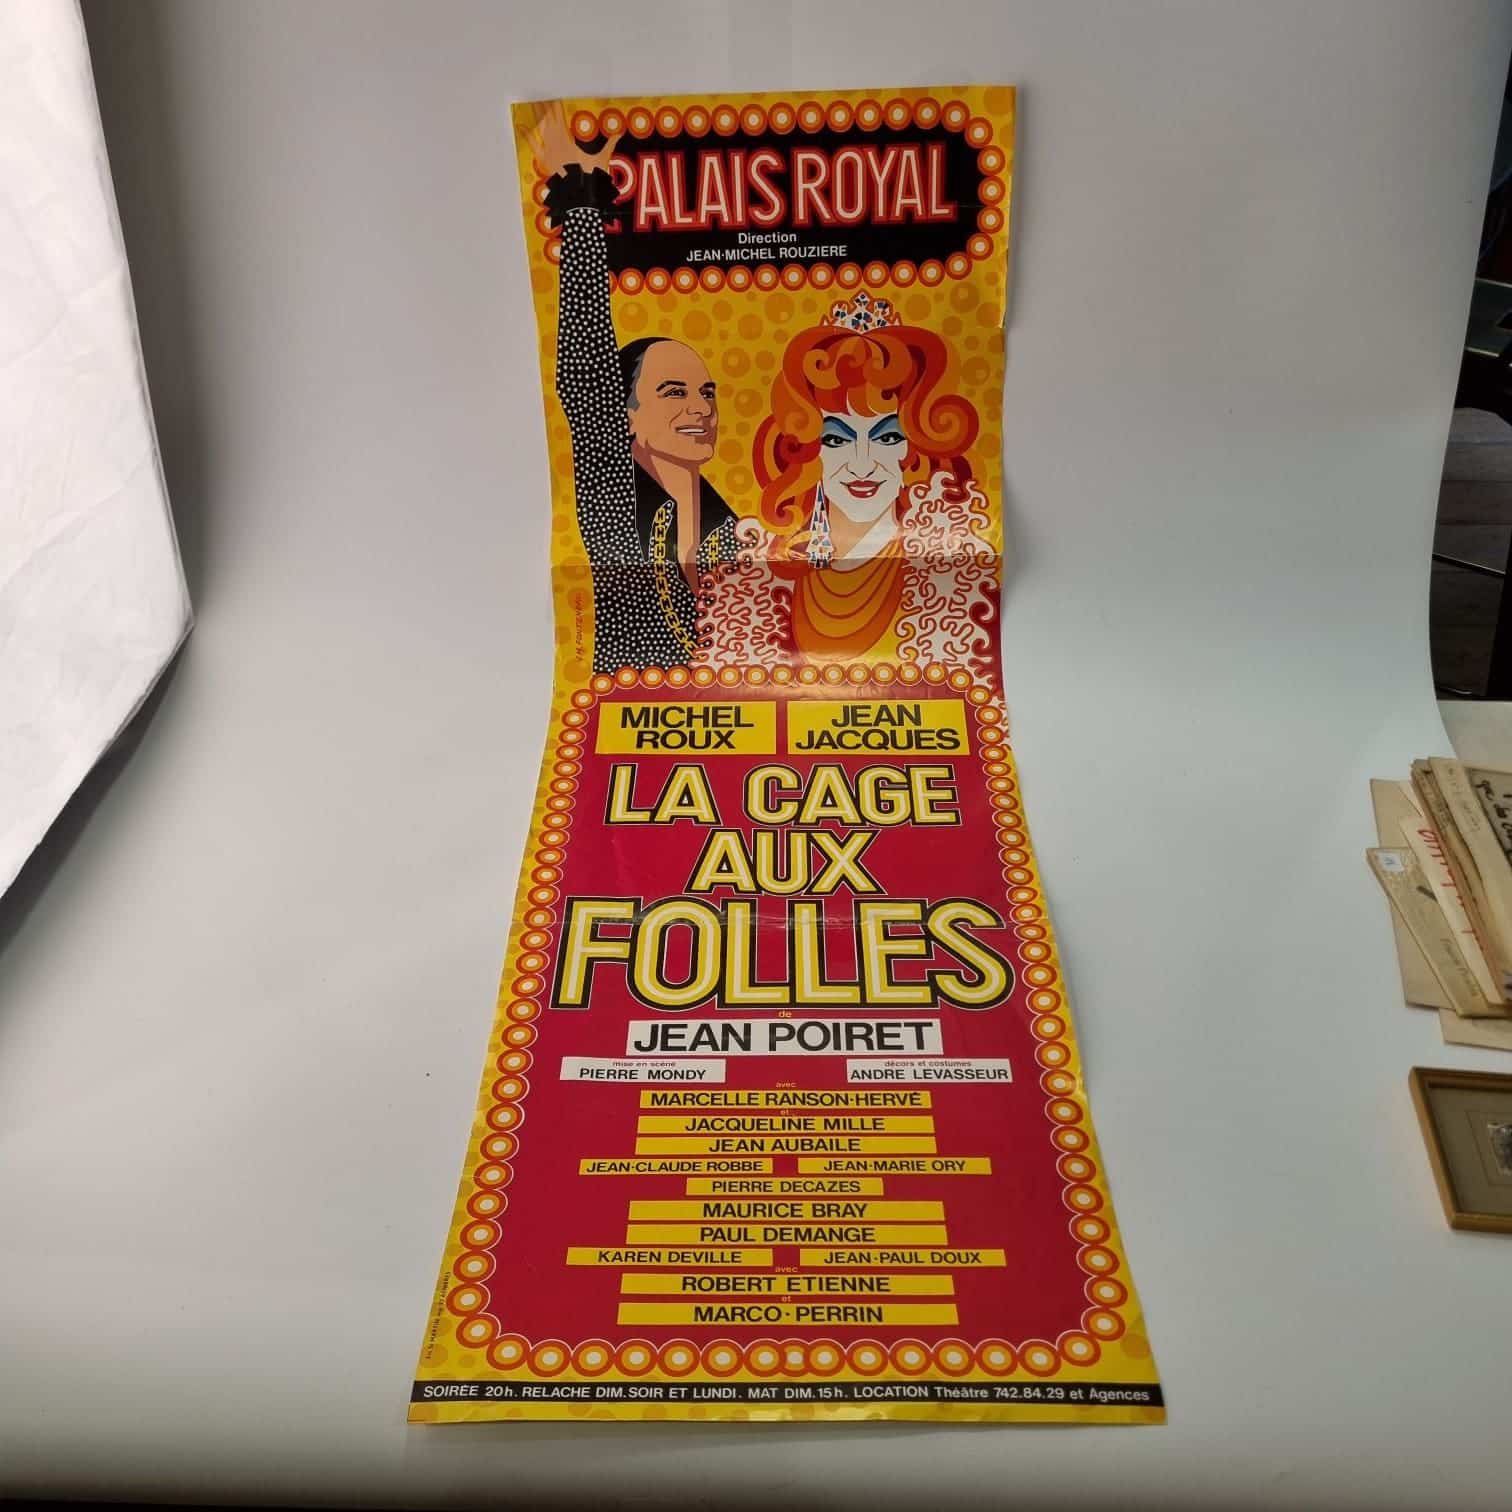 PALAIS ROYAL
Direction
JEAN-MICHEL ROUZIERE
MICHEL ROUX
JEAN JACQUES
LA CAGE
AUX
FOLLES
de
JEAN POIRET
mise en scène
PIERRE MONDY
décors et costumes
ANDRE LEVASSEUR
avec
MARCELLE RANSON-HERVÉ
et
JACQUELINE MILLE
JEAN AUBAILE
JEAN-CLAUDE ROBBE JEAN-MARIE ORY
PIERRE DECAZES
MAURICE BRAY
PAUL DEMANGE
KAREN DEVILLE JEAN-PAUL DOUX
avec
ROBERT ETIENNE
et
MARCO-PERRIN
SOIRÉE 20h. RELACHE DIM.SOIR ET LUNDI. MAT DIM.15h. LOCATION Théâtre 742.84.29 et Agences